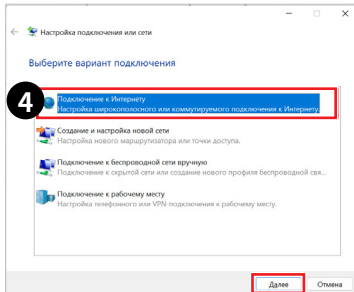 Настройка подключения или сети
Выберите вариант подключения
4
Подключение к Интернету
Настройка широкополосного или коммутируемого подключения к Интернету.
Создание и настройка новой сети
Настройка нового маршрутизатора или точки доступа.
Подключение к беспроводной сети вручную
Подключение к скрытой сети или создание нового профиля беспроводной свя...
Подключение к рабочему месту
Настройка телефонного или VPN-подключения к рабочему месту.
Далее Отмена